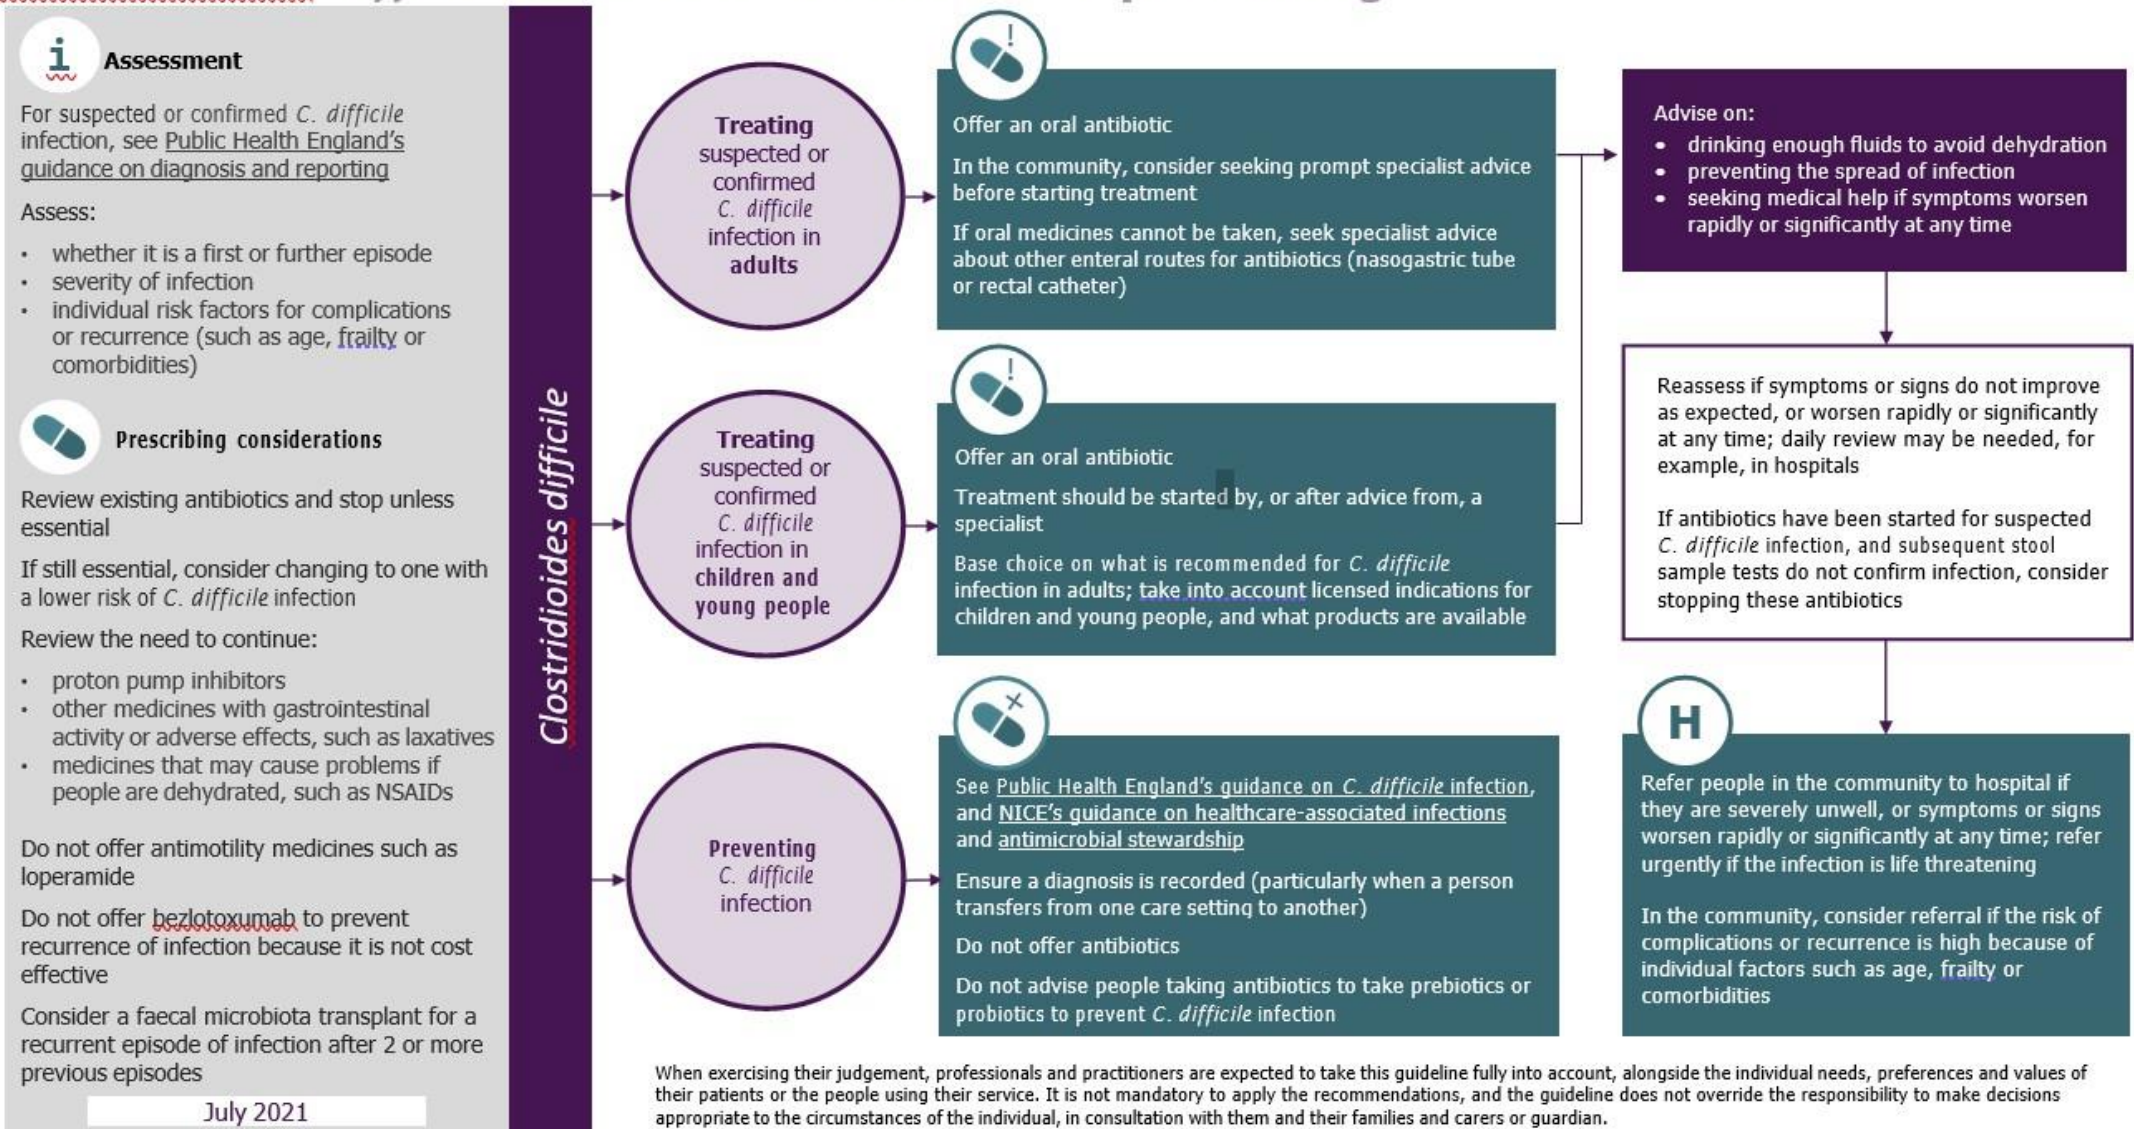 i
Assessment
For suspected or confirmed C. difficile
infection, see Public Health England's
guidance on diagnosis and reporting
Assess:
• whether it is a first or further episode
• severity of infection
• individual risk factors for complications
or recurrence (such as age, frailty or
comorbidities)
Prescribing considerations
Review existing antibiotics and stop unless
essential
If still essential, consider changing to one with
a lower risk of C. difficile infection
Review the need to continue:
• proton pump inhibitors
• other medicines with gastrointestinal
activity or adverse effects, such as laxatives
• medicines that may cause problems if
people are dehydrated, such as NSAIDs
Do not offer antimotility medicines such as
loperamide
Do not offer bezlotoxumab to prevent
recurrence of infection because it is not cost
effective
Consider a faecal microbiota transplant for a
recurrent episode of infection after 2 or more
previous episodes
July 2021
Clostridioides difficile
Treating
suspected or
confirmed
C. difficile
infection in
adults
!
Offer an oral antibiotic
In the community, consider seeking prompt specialist advice
before starting treatment
If oral medicines cannot be taken, seek specialist advice
about other enteral routes for antibiotics (nasogastric tube
or rectal catheter)
Treating
suspected or
confirmed
C. difficile
infection in
children and
young people
!
Offer an oral antibiotic
Treatment should be started by, or after advice from, a
specialist
Base choice on what is recommended for C. difficile
infection in adults; take into account licensed indications for
children and young people, and what products are available
Preventing
C. difficile
infection
See Public Health England's guidance on C. difficile infection,
and NICE's guidance on healthcare-associated infections
and antimicrobial stewardship
Ensure a diagnosis is recorded (particularly when a person
transfers from one care setting to another)
Do not offer antibiotics
Do not advise people taking antibiotics to take prebiotics or
probiotics to prevent C. difficile infection
Advise on:
• drinking enough fluids to avoid dehydration
• preventing the spread of infection
• seeking medical help if symptoms worsen
rapidly or significantly at any time
Reassess if symptoms or signs do not improve
as expected, or worsen rapidly or significantly
at any time; daily review may be needed, for
example, in hospitals
If antibiotics have been started for suspected
C. difficile infection, and subsequent stool
sample tests do not confirm infection, consider
stopping these antibiotics
H
Refer people in the community to hospital if
they are severely unwell, or symptoms or signs
worsen rapidly or significantly at any time; refer
urgently if the infection is life threatening
In the community, consider referral if the risk of
complications or recurrence is high because of
individual factors such as age, frailty or
comorbidities
When exercising their judgement, professionals and practitioners are expected to take this guideline fully into account, alongside the individual needs, preferences and values of
their patients or the people using their service. It is not mandatory to apply the recommendations, and the guideline does not override the responsibility to make decisions
appropriate to the circumstances of the individual, in consultation with them and their families and carers or guardian.